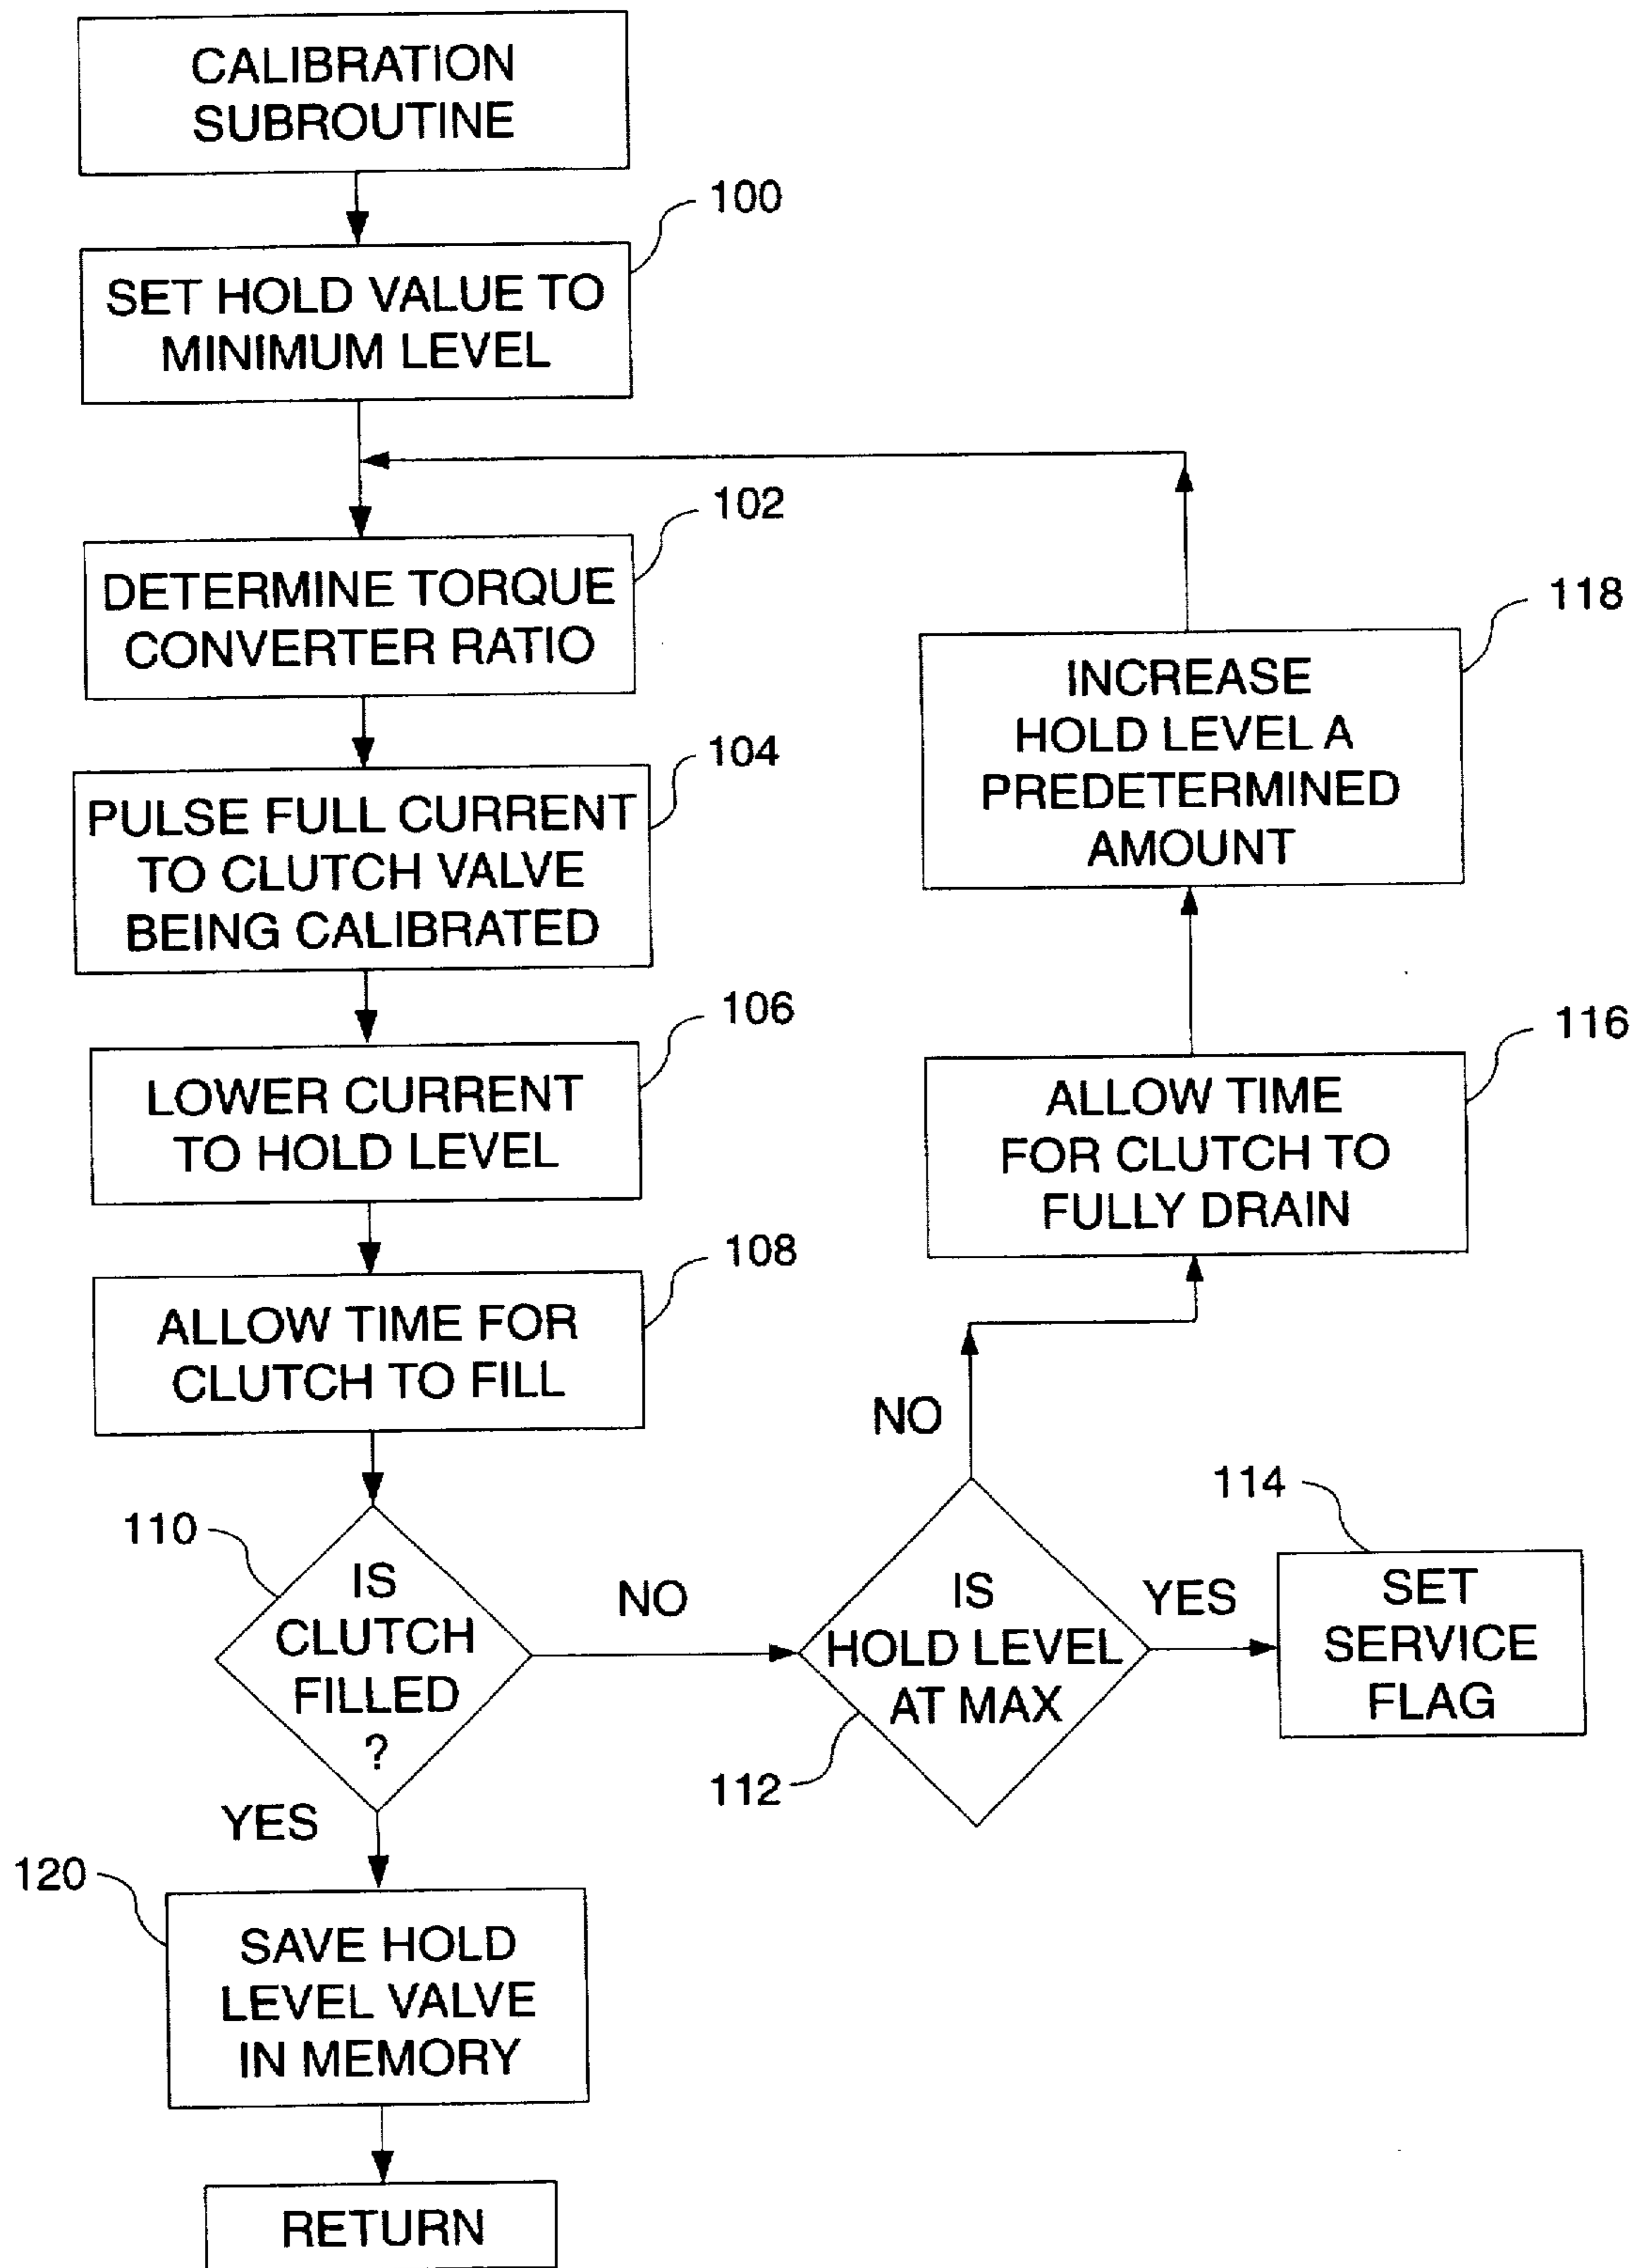 CALIBRATION
SUBROUTINE
100
SET HOLD VALUE TO
MINIMUM LEVEL
102
DETERMINE TORQUE
CONVERTER RATIO
104
PULSE FULL CURRENT
TO CLUTCH VALVE
BEING CALIBRATED
106
LOWER CURRENT
TO HOLD LEVEL
108
ALLOW TIME FOR
CLUTCH TO FILL
110
IS
CLUTCH
FILLED
?
NO
YES
112
IS
HOLD LEVEL
AT MAX
YES
114
SET
SERVICE
FLAG
NO
116
ALLOW TIME
FOR CLUTCH TO
FULLY DRAIN
118
INCREASE
HOLD LEVEL A
PREDETERMINED
AMOUNT
120
SAVE HOLD
LEVEL VALVE
IN MEMORY
RETURN